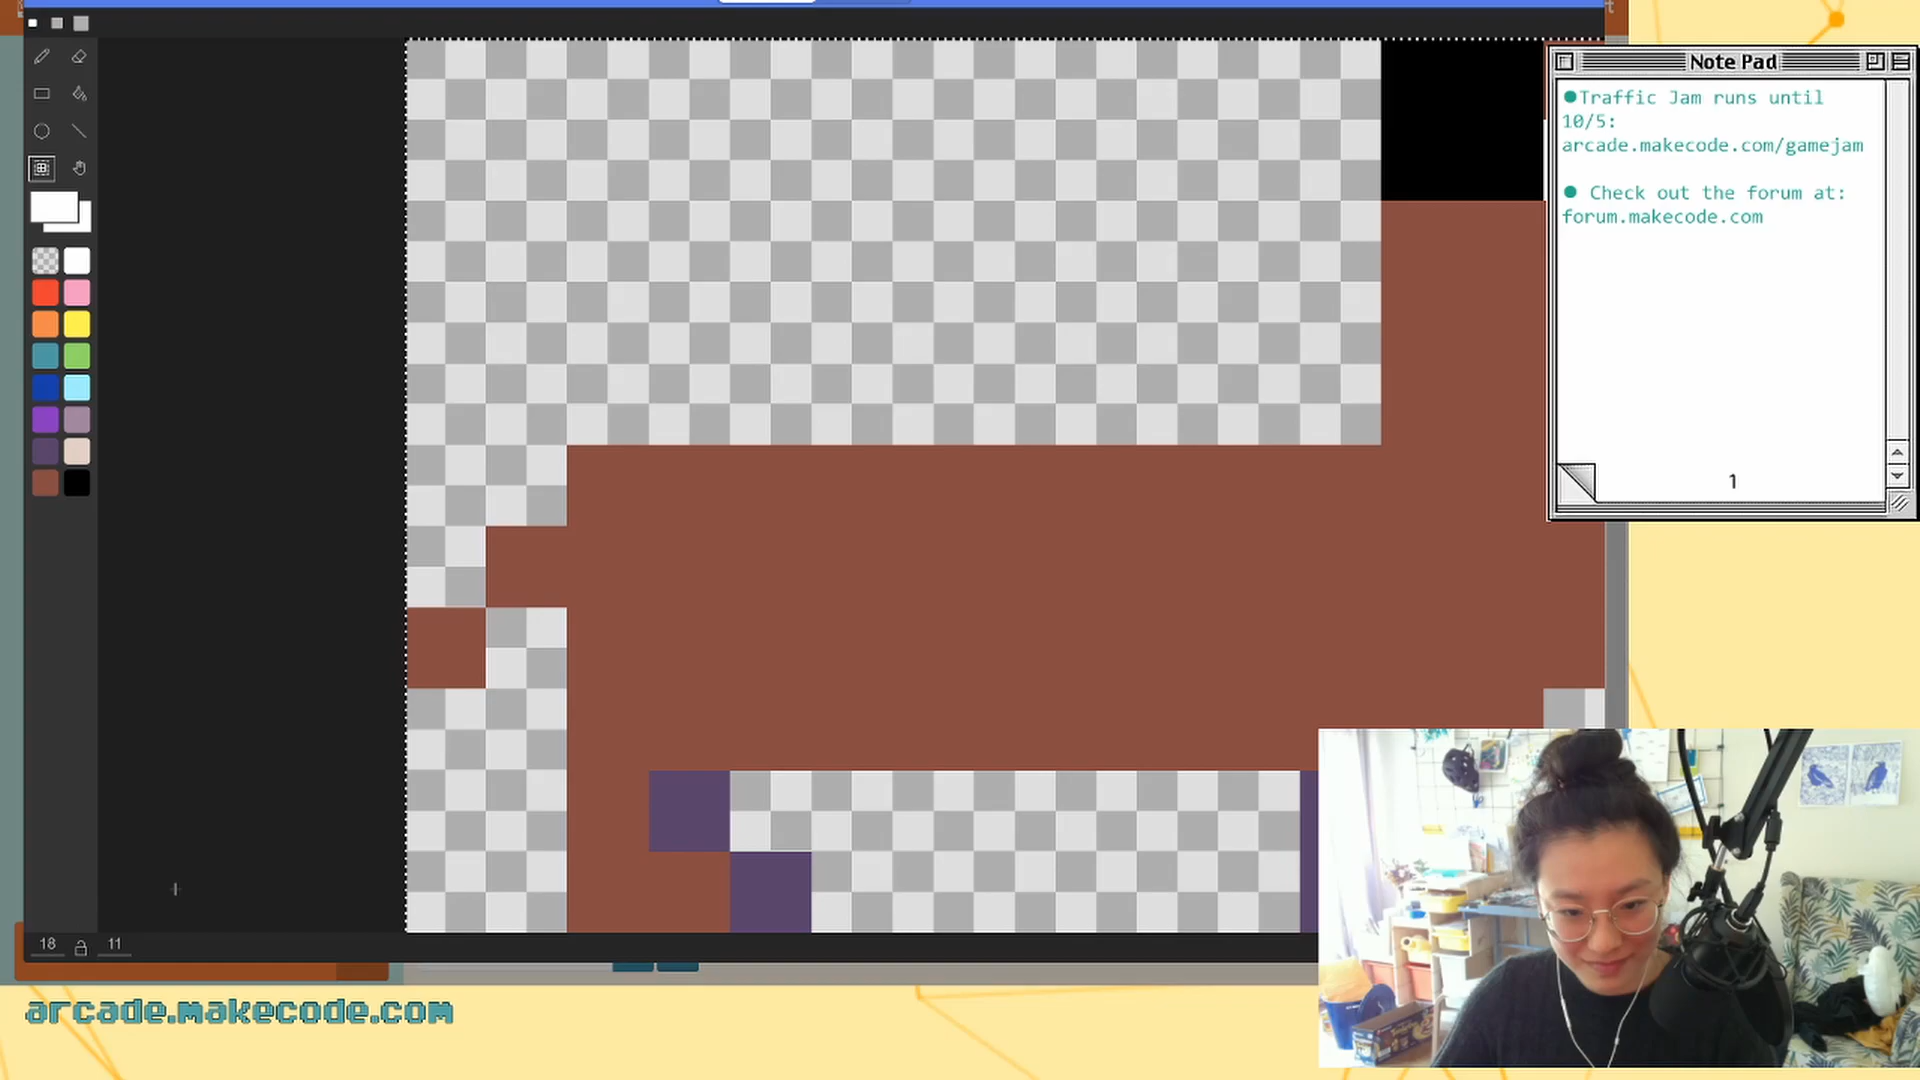 Note Pad
●Traffic Jam runs until
10/5:
arcade.makecode.com/gamejam
● Check out the forum at:
forum.makecode.com
1
18 11
arcade.makecode.com